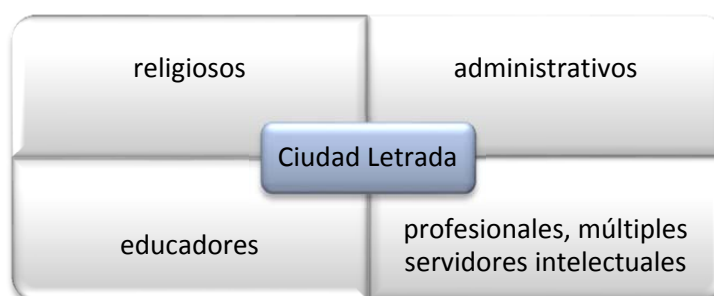 religiosos
administrativos
Ciudad Letrada
educadores
profesionales, múltiples
servidores intelectuales